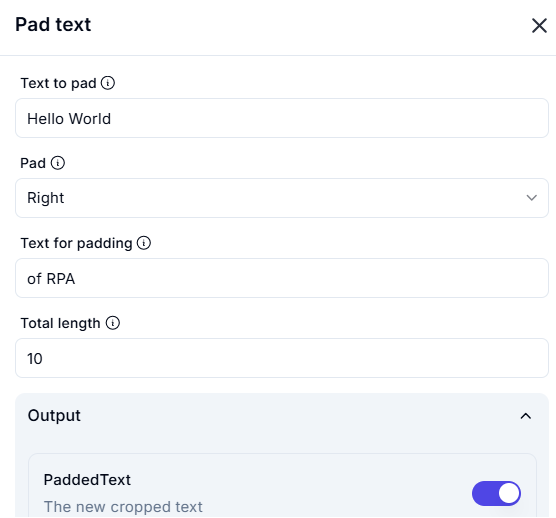 Pad text
Text to pad
Hello World
Pad
Right
Text for padding
of RPA
Total length
10
Output
PaddedText
The new cropped text